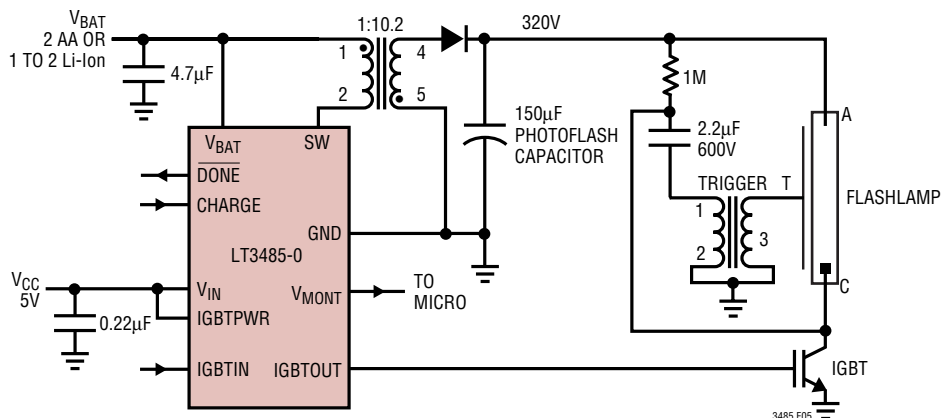 VBAT
2 AA OR
1 TO 2 Li-Ion
4.7µF
1:10.2
1
4
2
5
320V
1M
A
150µF
PHOTOFLASH
CAPACITOR
2.2µF
600V
TRIGGER
T
FLASHLAMP
1
2
3
C
VBAT
SW
DONE
CHARGE
GND
LT3485-0
VCC
5V
0.22µF
VIN
IGBTPWR
VMONT
TO
MICRO
IGBTIN
IGBTOUT
IGBT
3485 F05